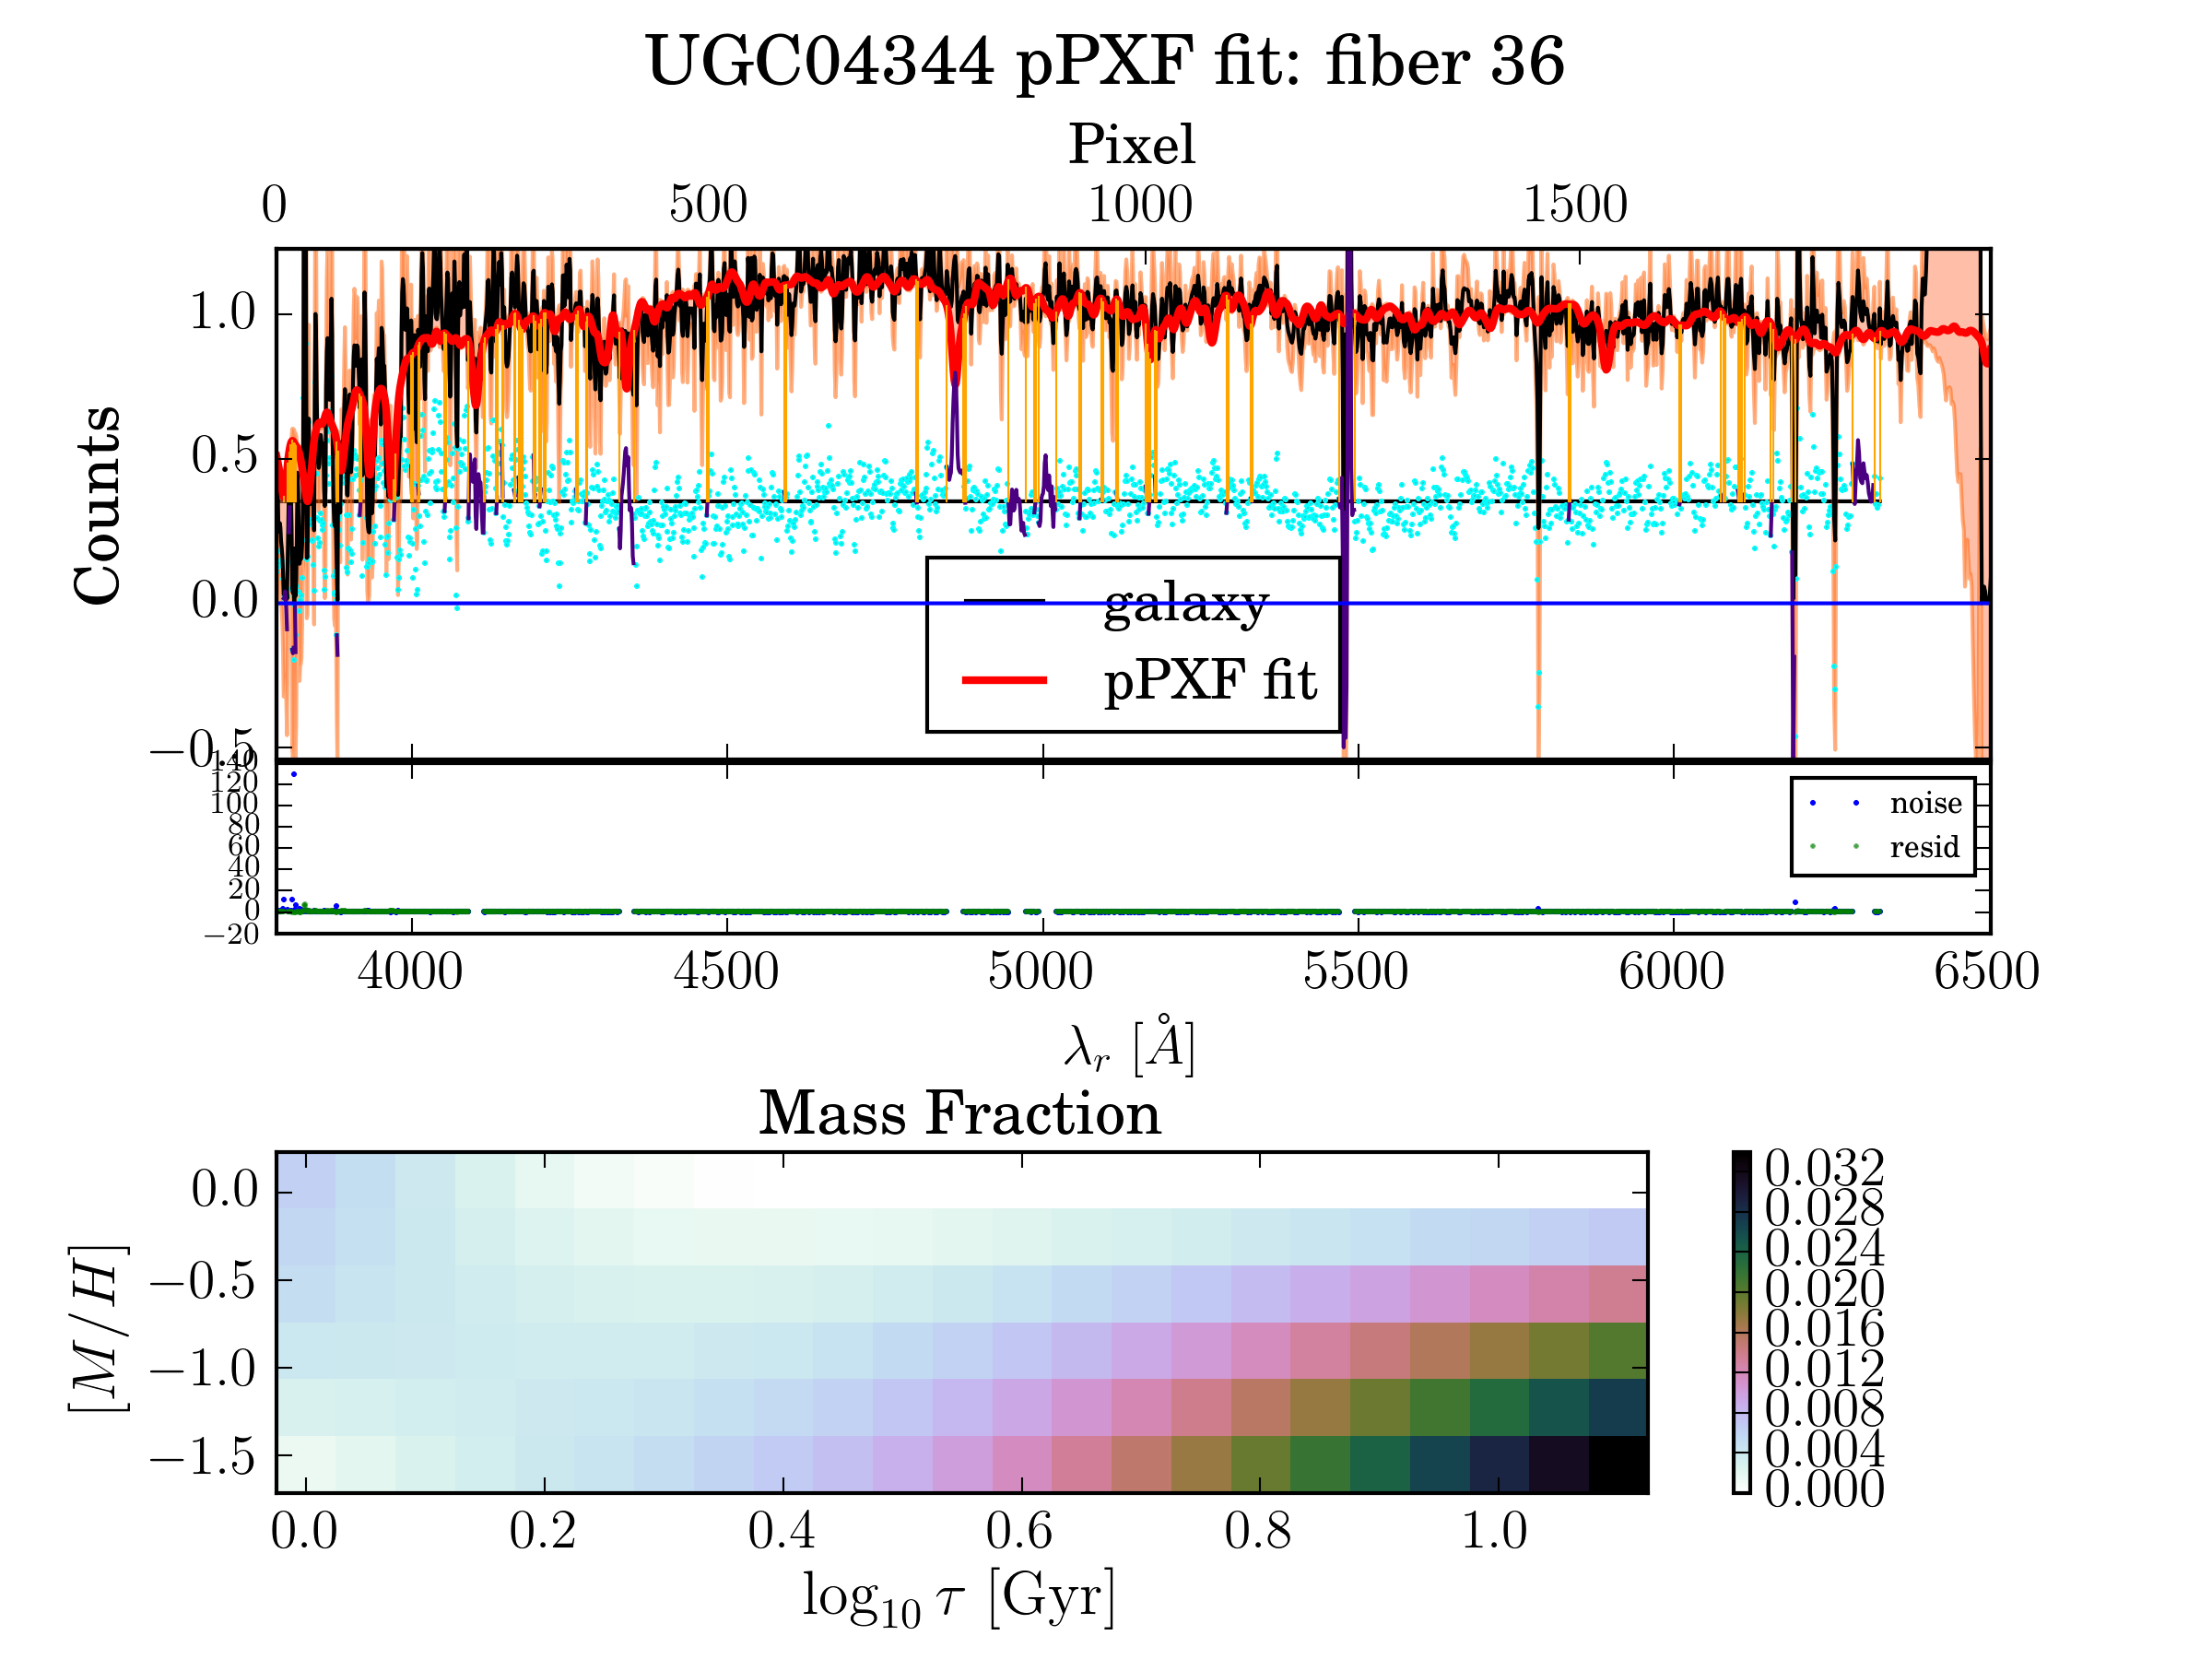 UGC04344 pPXF fit: fiber 36
Pixel
0 500 1000 1500
1.0
0.5
0.0
−0.5
Counts
galaxy
pPXF fit
140
120
100
80
60
40
20
0
−20
noise
resid
4000 4500 5000 5500 6000 6500
λr [Å]
Mass Fraction
0.0
−0.5
−1.0
−1.5
[M/H]
0.0 0.2 0.4 0.6 0.8 1.0
log10 τ [Gyr]
0.032
0.028
0.024
0.020
0.016
0.012
0.008
0.004
0.000